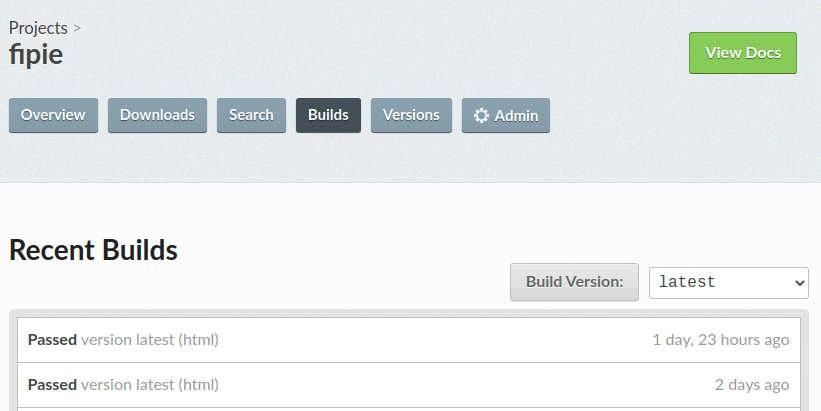 Projects >
fipie
View Docs
Overview Downloads Search Builds Versions Admin
Recent Builds
Build Version: latest
Passed version latest (html) 1 day, 23 hours ago
Passed version latest (html) 2 days ago